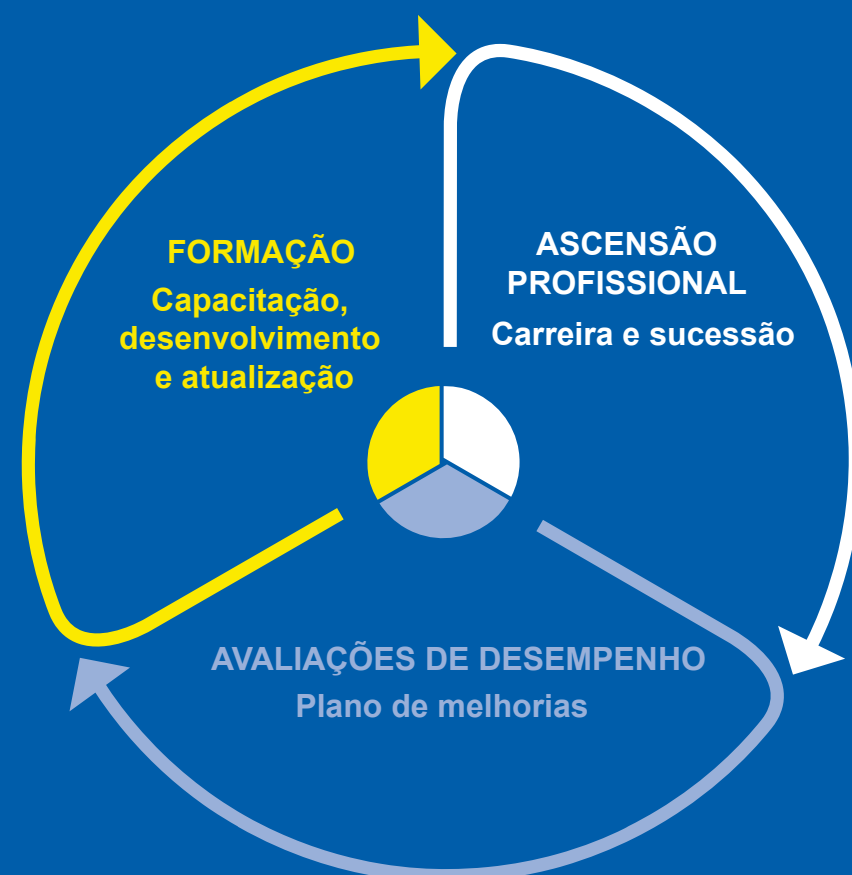 FORMAÇÃO
Capacitação,
desenvolvimento
e atualização
ASCENSÃO
PROFISSIONAL
Carreira e sucessão
AVALIAÇÕES DE DESEMPENHO
Plano de melhorias